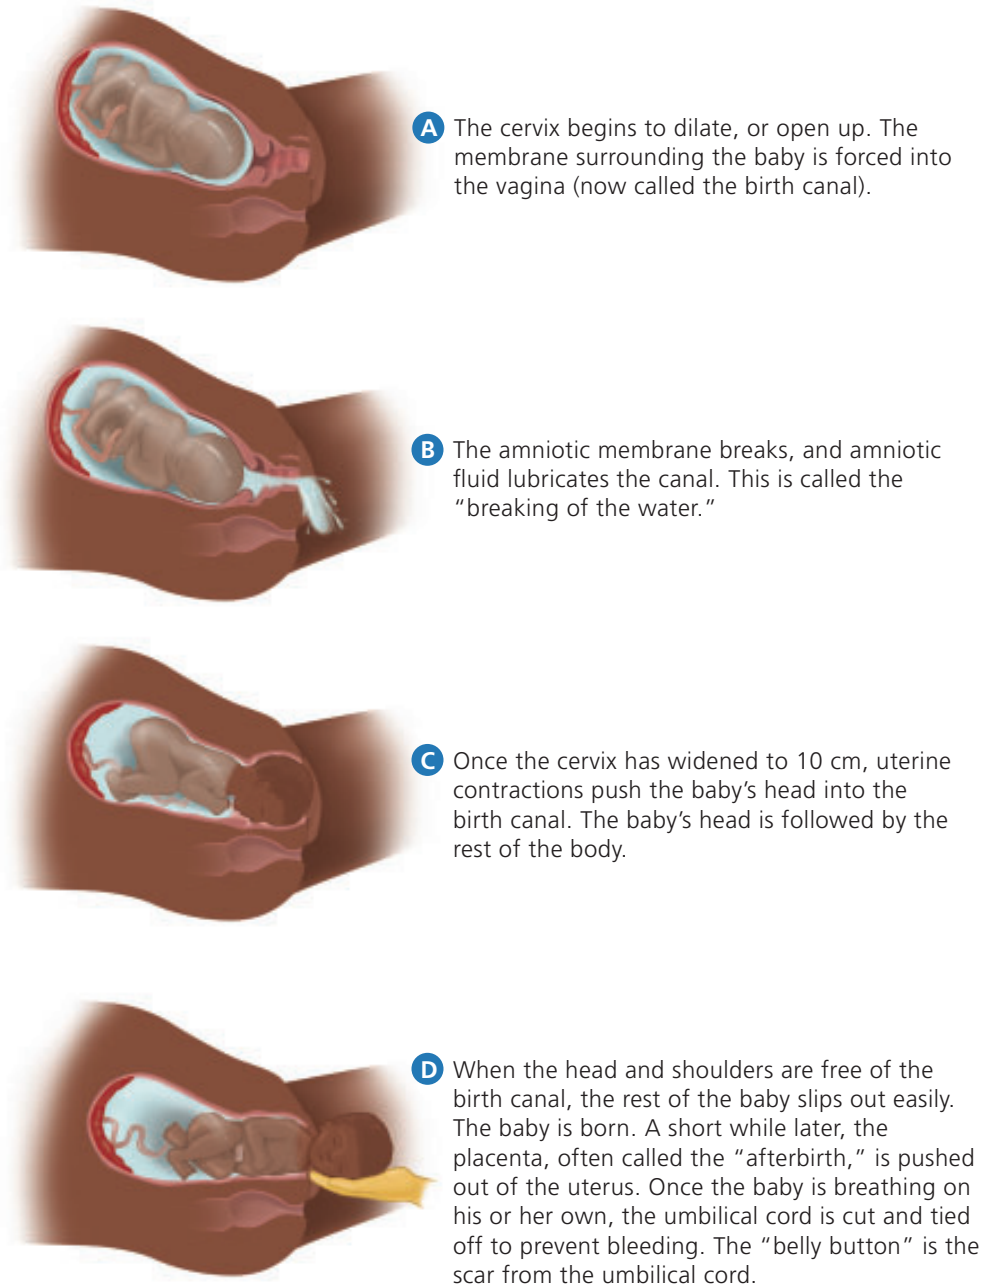 A The cervix begins to dilate, or open up. The
membrane surrounding the baby is forced into
the vagina (now called the birth canal).
B The amniotic membrane breaks, and amniotic
fluid lubricates the canal. This is called the
“breaking of the water.”
C Once the cervix has widened to 10 cm, uterine
contractions push the baby’s head into the
birth canal. The baby’s head is followed by the
rest of the body.
D When the head and shoulders are free of the
birth canal, the rest of the baby slips out easily.
The baby is born. A short while later, the
placenta, often called the “afterbirth,” is pushed
out of the uterus. Once the baby is breathing on
his or her own, the umbilical cord is cut and tied
off to prevent bleeding. The “belly button” is the
scar from the umbilical cord.